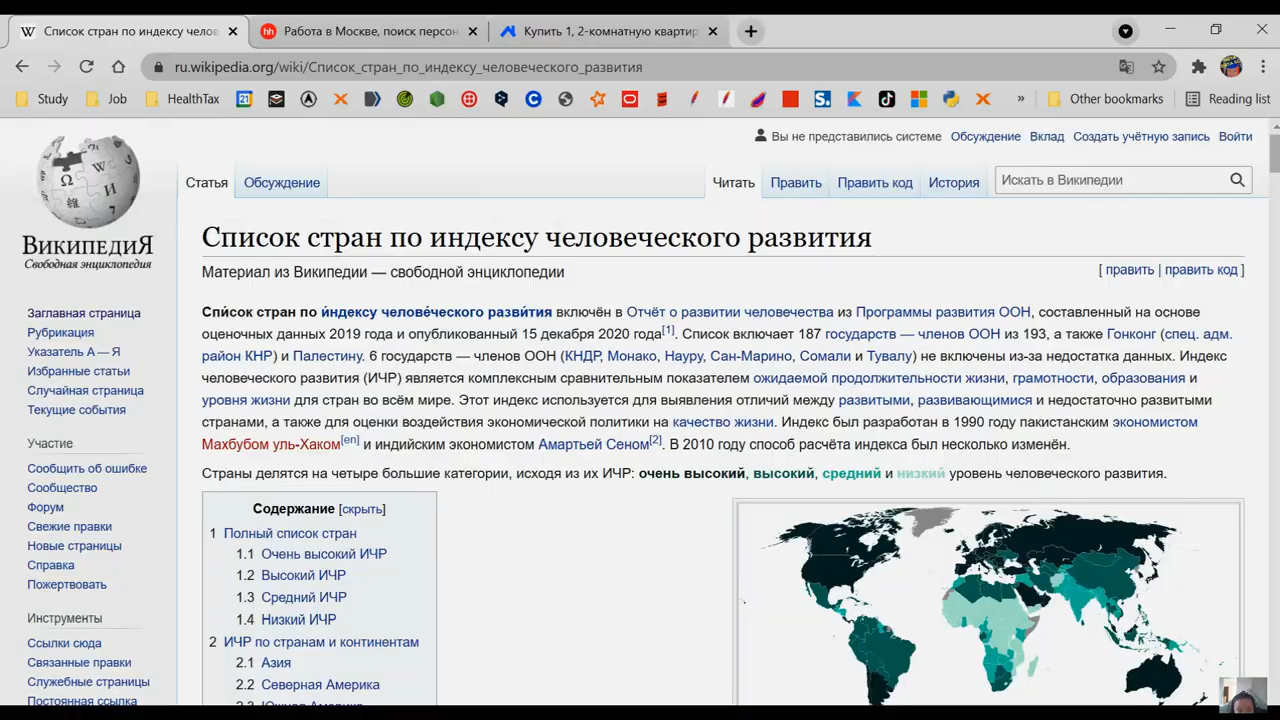 Список стран по индексу челов
Работа в Москве, поиск персон
Купить 1, 2-комнатную квартир
ru.wikipedia.org/wiki/Список_стран_по_индексу_человеческого_развития
Study
Job
HealthTax
Other bookmarks
Reading list
Вы не представились системе Обсуждение Вклад Создать учётную запись Войти
Статья Обсуждение
Читать Править Править код История
Искать в Википедии
ВикипедиЯ
Свободная энциклопедия
Заглавная страница
Рубрикация
Указатель А — Я
Избранные статьи
Случайная страница
Текущие события
Участие
Сообщить об ошибке
Сообщество
Форум
Свежие правки
Новые страницы
Справка
Пожертвовать
Инструменты
Ссылки сюда
Связанные правки
Служебные страницы
Постоянная ссылка
Список стран по индексу человеческого развития
Материал из Википедии — свободной энциклопедии
[ править | править код ]
Спи́сок стран по и́ндексу челове́ческого разви́тия включён в Отчёт о развитии человечества из Программы развития ООН, составленный на основе
оценочных данных 2019 года и опубликованный 15 декабря 2020 года[1]. Список включает 187 государств — членов ООН из 193, а также Гонконг (спец. адм.
район КНР) и Палестину. 6 государств — членов ООН (КНДР, Монако, Науру, Сан-Марино, Сомали и Тувалу) не включены из-за недостатка данных. Индекс
человеческого развития (ИЧР) является комплексным сравнительным показателем ожидаемой продолжительности жизни, грамотности, образования и
уровня жизни для стран во всём мире. Этот индекс используется для выявления отличий между развитыми, развивающимися и недостаточно развитыми
странами, а также для оценки воздействия экономической политики на качество жизни. Индекс был разработан в 1990 году пакистанским экономистом
Махбубом уль-Хаком[en] и индийским экономистом Амартьей Сеном[2]. В 2010 году способ расчёта индекса был несколько изменён.
Страны делятся на четыре большие категории, исходя из их ИЧР: очень высокий, высокий, средний и низкий уровень человеческого развития.
Содержание [скрыть]
1 Полный список стран
1.1 Очень высокий ИЧР
1.2 Высокий ИЧР
1.3 Средний ИЧР
1.4 Низкий ИЧР
2 ИЧР по странам и континентам
2.1 Азия
2.2 Северная Америка
2.3 Южная Америка